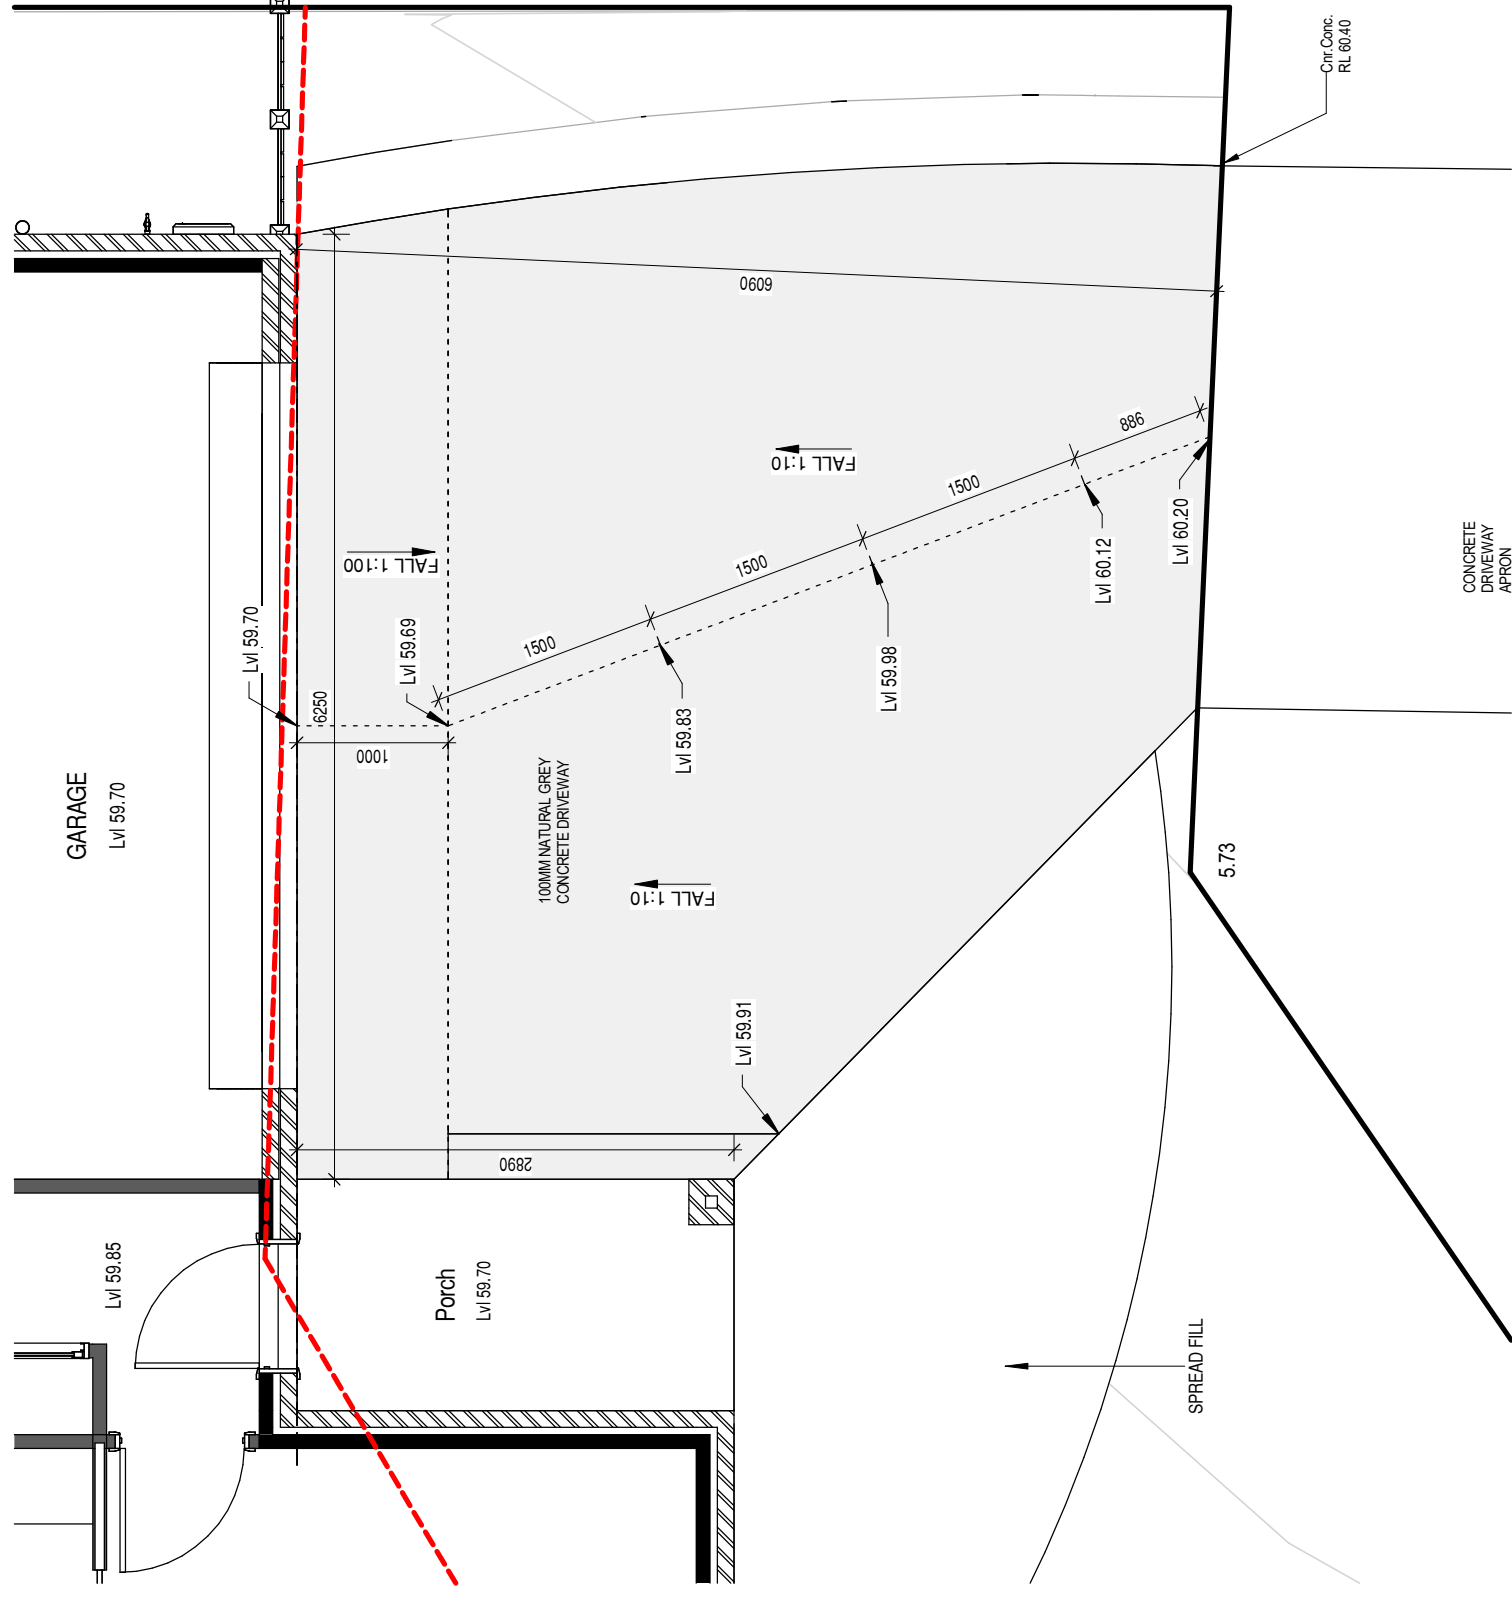 Cnr.Conc.
RL 60.40
6090
886
FALL 1:10
1500
Lvl 60.20
Lvl 60.12
FALL 1:100
1500
Lvl 59.98
CONCRETE
DRIVEWAY
APRON
Lvl 59.70
Lvl 59.69
1500
Lvl 59.83
6250
1000
GARAGE
Lvl 59.70
100MM NATURAL GREY
CONCRETE DRIVEWAY
5.73
FALL 1:10
Lvl 59.91
2890
Lvl 59.85
Porch
Lvl 59.70
SPREAD FILL